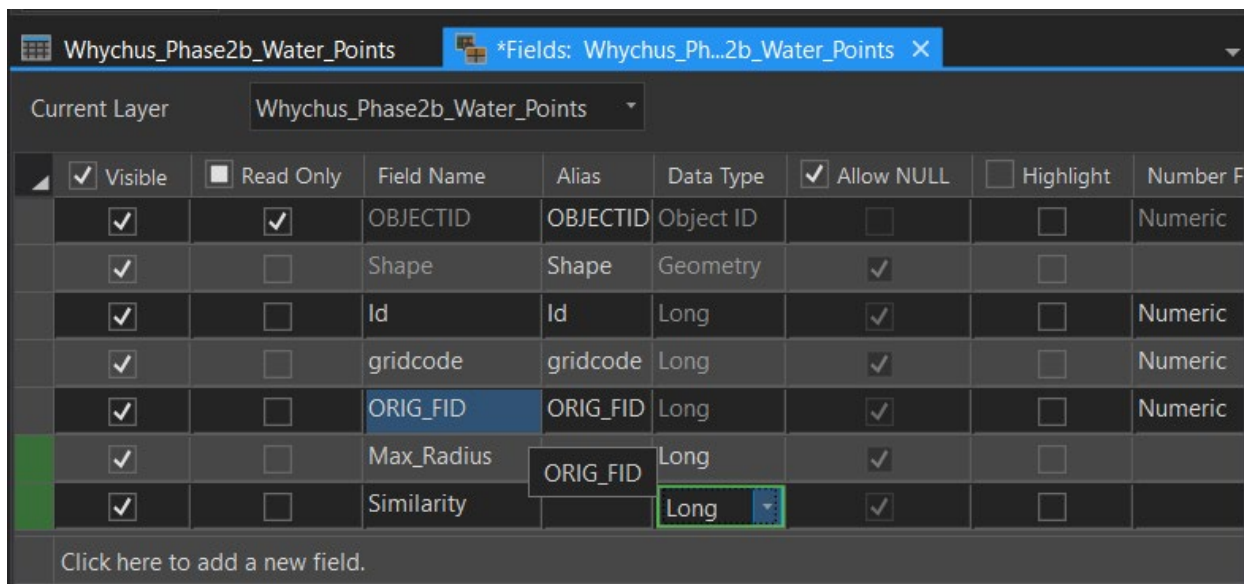 Whychus_Phase2b_Water_Points *Fields: Whychus_Ph...2b_Water_Points
Current Layer Whychus_Phase2b_Water_Points
Visible Read Only Field Name Alias Data Type Allow NULL Highlight Number F
OBJECTID OBJECTID Object ID Numeric
Shape Shape Geometry
Id Id Long Numeric
gridcode gridcode Long Numeric
ORIG_FID ORIG_FID Long Numeric
Max_Radius Long
ORIG_FID
Similarity Long
Click here to add a new field.